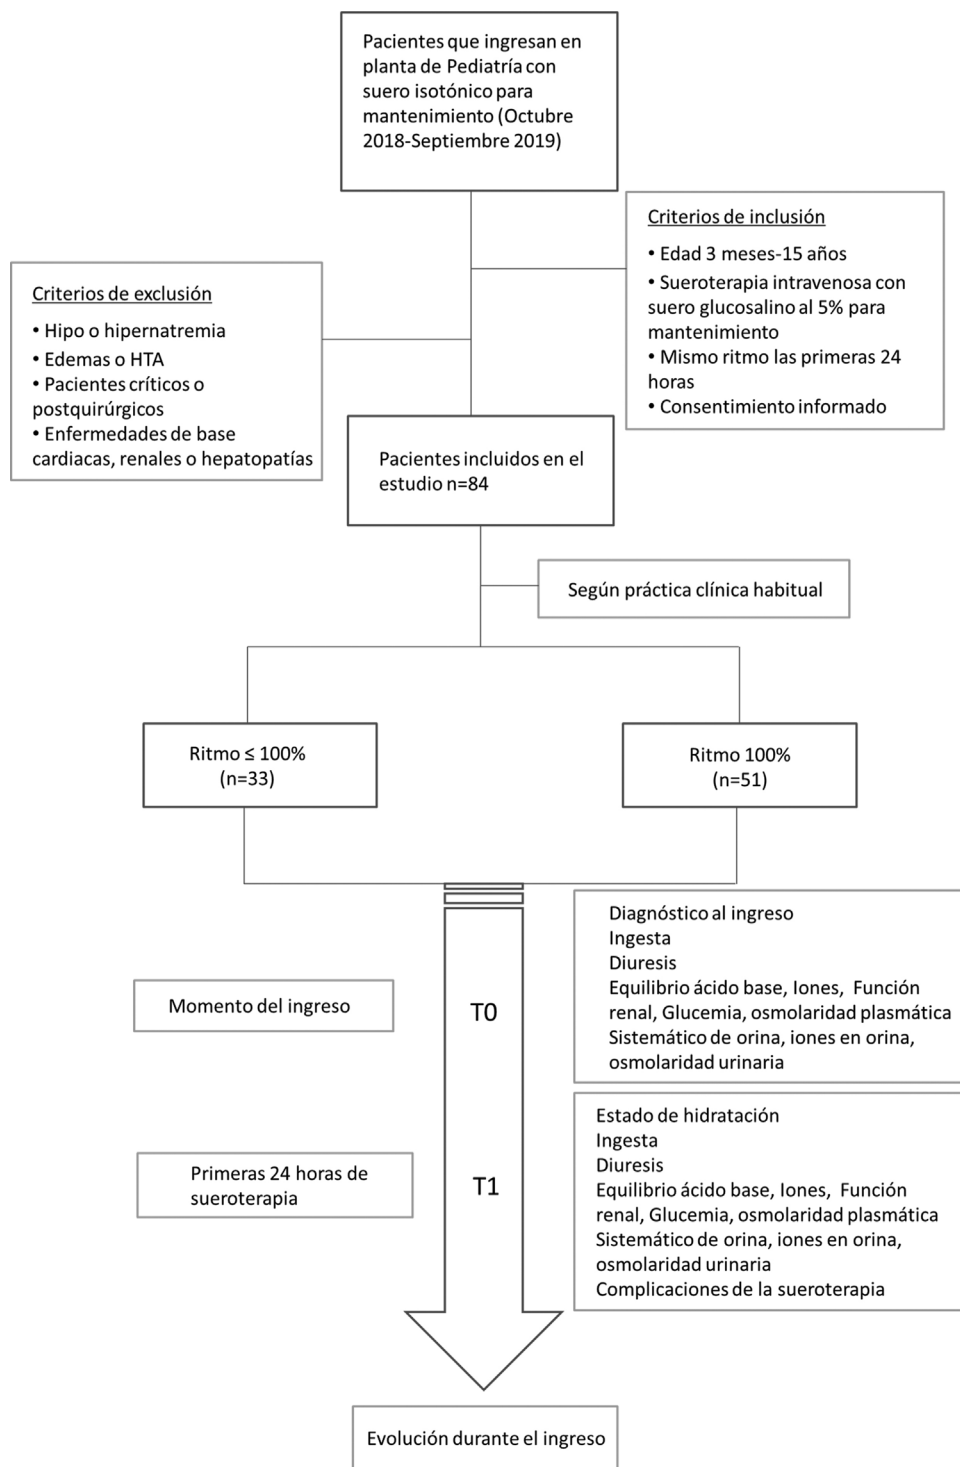 Pacientes que ingresan en
planta de Pediatría con
suero isotónico para
mantenimiento (Octubre
2018-Septiembre 2019)
Criterios de inclusión
• Edad 3 meses-15 años
• Sueroterapia intravenosa con
suero glucosalino al 5% para
mantenimiento
• Mismo ritmo las primeras 24
horas
• Consentimiento informado
Criterios de exclusión
• Hipo o hipernatremia
• Edemas o HTA
• Pacientes críticos o
postquirúrgicos
• Enfermedades de base
cardiacas, renales o hepatopatías
Pacientes incluidos en el
estudio n=84
Según práctica clínica habitual
Ritmo ≤ 100%
(n=33)
Ritmo 100%
(n=51)
Momento del ingreso
T0
Diagnóstico al ingreso
Ingesta
Diuresis
Equilibrio ácido base, Iones, Función
renal, Glucemia, osmolaridad plasmática
Sistemático de orina, iones en orina,
osmolaridad urinaria
Primeras 24 horas de
sueroterapia
T1
Estado de hidratación
Ingesta
Diuresis
Equilibrio ácido base, Iones, Función
renal, Glucemia, osmolaridad plasmática
Sistemático de orina, iones en orina,
osmolaridad urinaria
Complicaciones de la sueroterapia
Evolución durante el ingreso